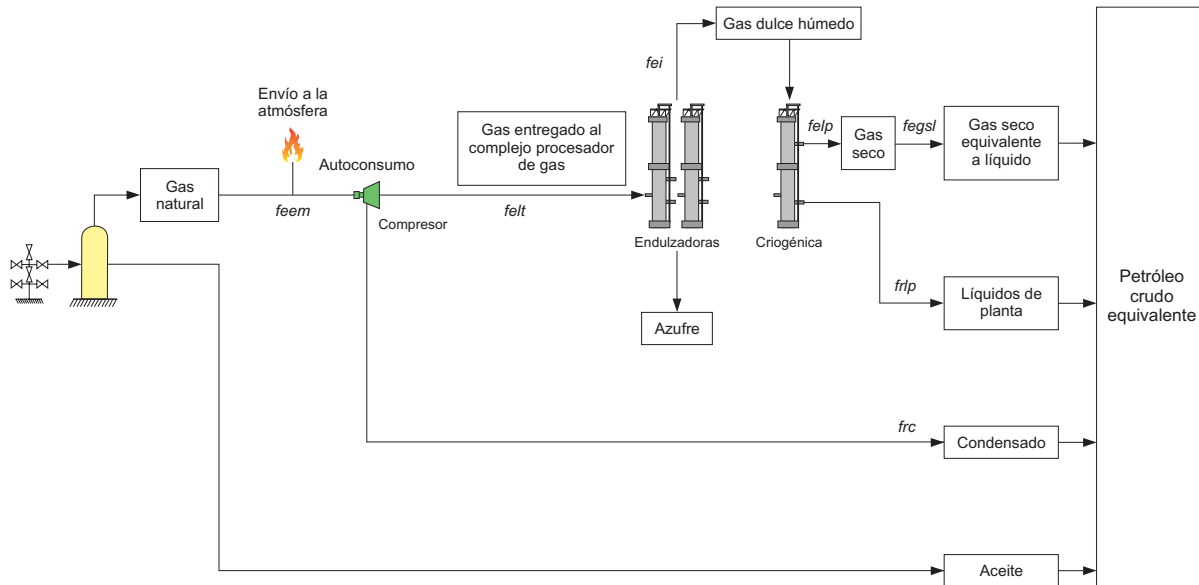 Gas dulce húmedo
fei
Envío a la
atmósfera
Gas entregado al
complejo procesador
de gas
felp
Gas
seco
fegsl
Gas seco
equivalente
a líquido
Autoconsumo
Gas
natural
feem
Compresor
felt
Endulzadoras
Criogénica
frlp
Líquidos de
planta
Petróleo
crudo
equivalente
Azufre
frc
Condensado
Aceite